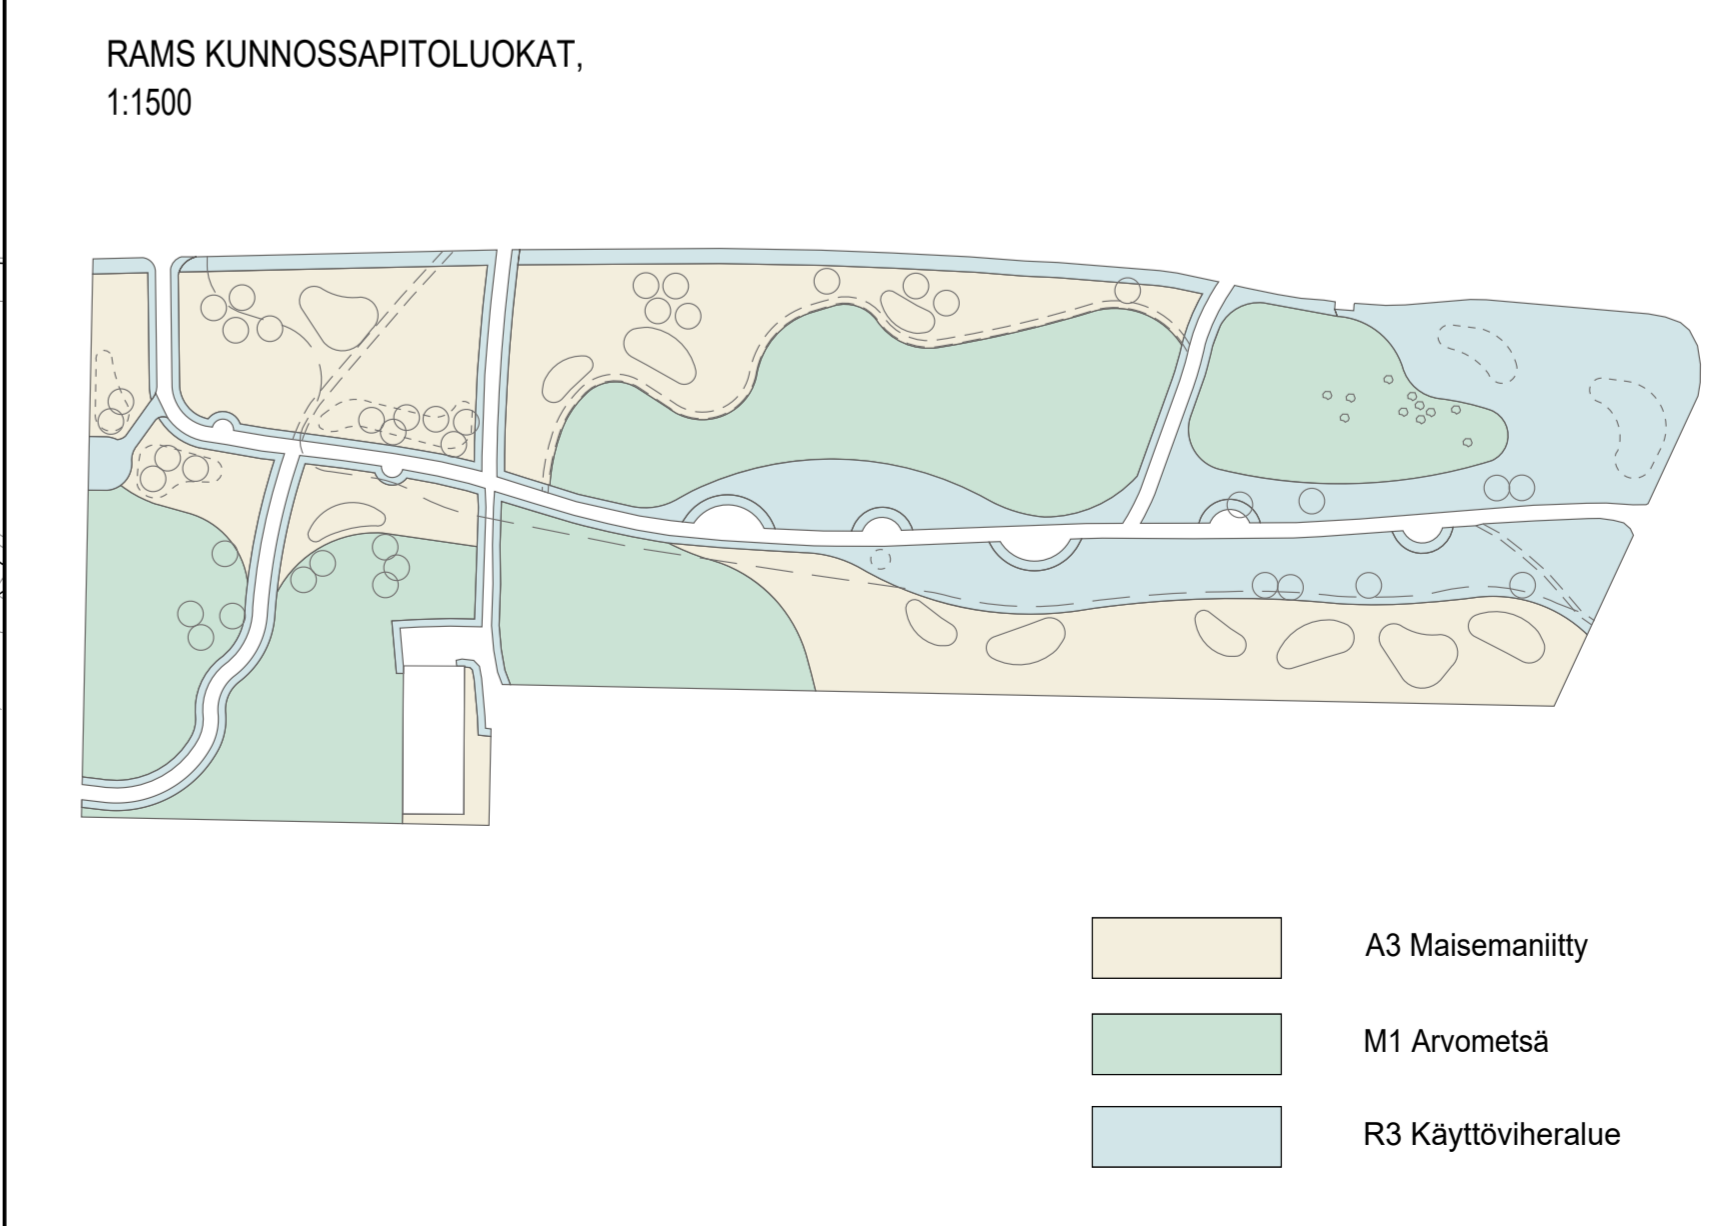 RAMS KUNNOSSAPITOLUOKAT,
1:1500
A3 Maisemaniitty
M1 Arvometsä
R3 Käyttöviheralue